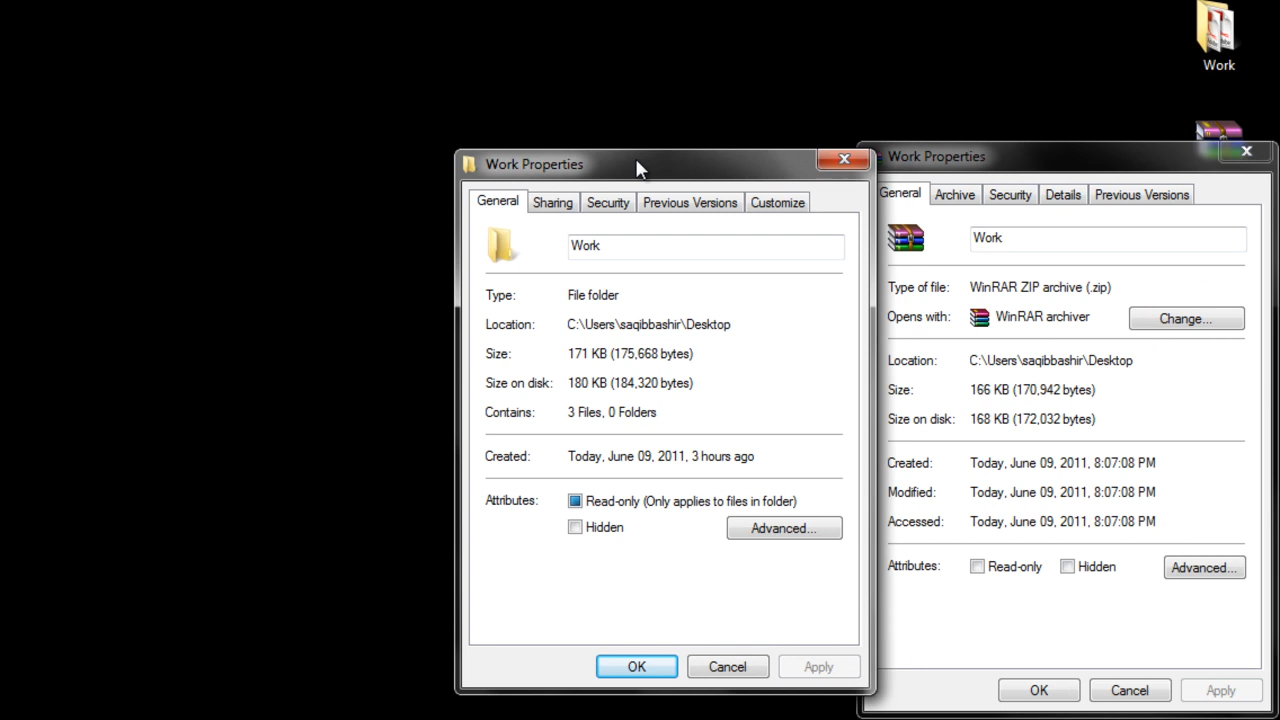 Work
Work Properties
General Sharing Security Previous Versions Customize
Work
Type: File folder
Location: C:\Users\saqibbashir\Desktop
Size: 171 KB (175,668 bytes)
Size on disk: 180 KB (184,320 bytes)
Contains: 3 Files, 0 Folders
Created: Today, June 09, 2011, 3 hours ago
Attributes: Read-only (Only applies to files in folder)
Hidden Advanced...
OK Cancel Apply
Work Properties
General Archive Security Details Previous Versions
Work
Type of file: WinRAR ZIP archive (.zip)
Opens with: WinRAR archiver Change...
Location: C:\Users\saqibbashir\Desktop
Size: 166 KB (170,942 bytes)
Size on disk: 168 KB (172,032 bytes)
Created: Today, June 09, 2011, 8:07:08 PM
Modified: Today, June 09, 2011, 8:07:08 PM
Accessed: Today, June 09, 2011, 8:07:08 PM
Attributes: Read-only Hidden Advanced...
OK Cancel Apply